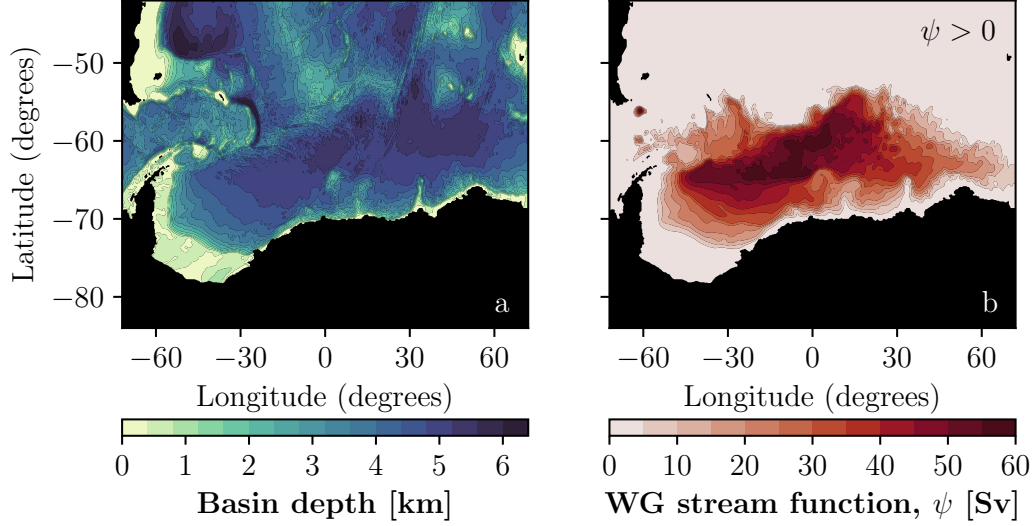 ψ > 0
−50
−60
−70
−80
Latitude (degrees)
a
b
−60 −30 0 30 60
−60 −30 0 30 60
Longitude (degrees)
Longitude (degrees)
0 1 2 3 4 5 6
0 10 20 30 40 50 60
Basin depth [km]
WG stream function, ψ [Sv]